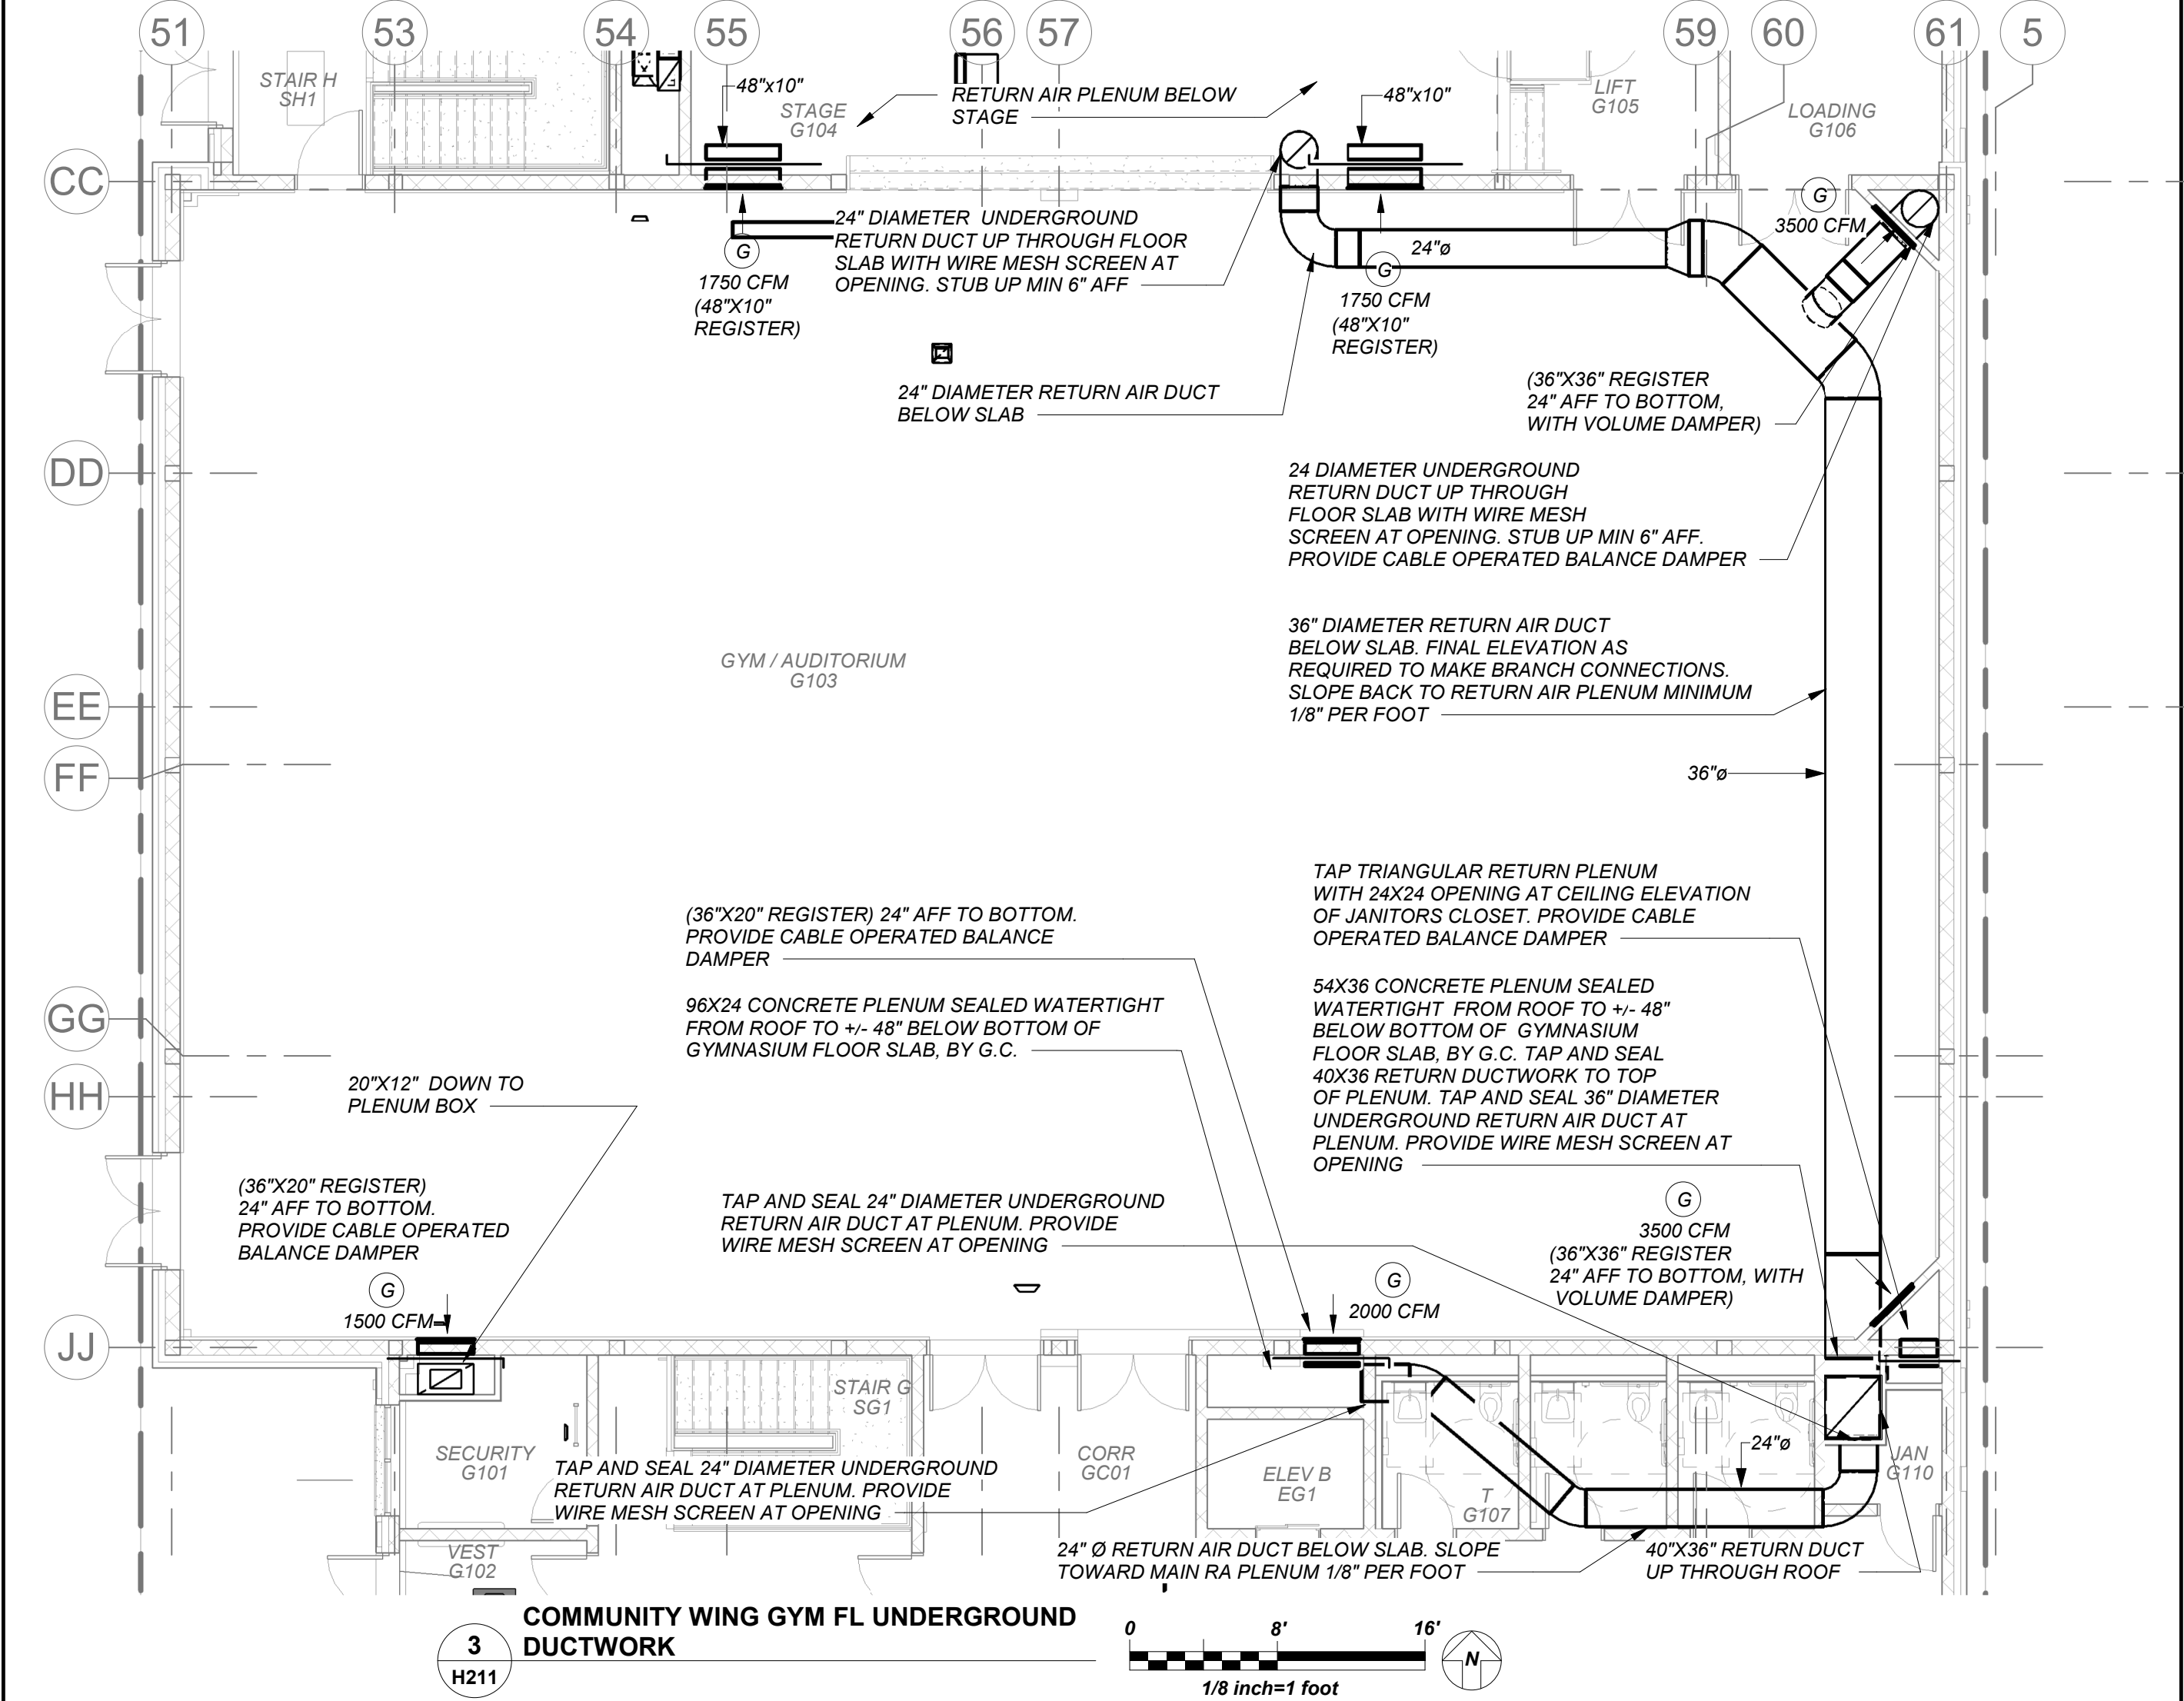 51
53
54
55
56
57
59
60
61
5
STAIR H
SH1
48"x10"
STAGE
G104
RETURN AIR PLENUM BELOW
STAGE
48"x10"
LIFT
G105
LOADING
G106
CC
24" DIAMETER UNDERGROUND
RETURN DUCT UP THROUGH FLOOR
SLAB WITH WIRE MESH SCREEN AT
OPENING. STUB UP MIN 6" AFF
G
1750 CFM
(48"X10"
REGISTER)
24"ø
G
1750 CFM
(48"X10"
REGISTER)
G
3500 CFM
24" DIAMETER RETURN AIR DUCT
BELOW SLAB
(36"X36" REGISTER
24" AFF TO BOTTOM,
WITH VOLUME DAMPER)
DD
24 DIAMETER UNDERGROUND
RETURN DUCT UP THROUGH
FLOOR SLAB WITH WIRE MESH
SCREEN AT OPENING. STUB UP MIN 6" AFF.
PROVIDE CABLE OPERATED BALANCE DAMPER
GYM / AUDITORIUM
G103
36" DIAMETER RETURN AIR DUCT
BELOW SLAB. FINAL ELEVATION AS
REQUIRED TO MAKE BRANCH CONNECTIONS.
SLOPE BACK TO RETURN AIR PLENUM MINIMUM
1/8" PER FOOT
EE
FF
36"ø
(36"X20" REGISTER) 24" AFF TO BOTTOM.
PROVIDE CABLE OPERATED BALANCE
DAMPER
TAP TRIANGULAR RETURN PLENUM
WITH 24X24 OPENING AT CEILING ELEVATION
OF JANITORS CLOSET. PROVIDE CABLE
OPERATED BALANCE DAMPER
GG
96X24 CONCRETE PLENUM SEALED WATERTIGHT
FROM ROOF TO +/- 48" BELOW BOTTOM OF
GYMNASIUM FLOOR SLAB, BY G.C.
54X36 CONCRETE PLENUM SEALED
WATERTIGHT FROM ROOF TO +/- 48"
BELOW BOTTOM OF GYMNASIUM
FLOOR SLAB, BY G.C. TAP AND SEAL
40X36 RETURN DUCTWORK TO TOP
OF PLENUM. TAP AND SEAL 36" DIAMETER
UNDERGROUND RETURN AIR DUCT AT
PLENUM. PROVIDE WIRE MESH SCREEN AT
OPENING
HH
20"X12" DOWN TO
PLENUM BOX
(36"X20" REGISTER)
24" AFF TO BOTTOM.
PROVIDE CABLE OPERATED
BALANCE DAMPER
G
1500 CFM
TAP AND SEAL 24" DIAMETER UNDERGROUND
RETURN AIR DUCT AT PLENUM. PROVIDE
WIRE MESH SCREEN AT OPENING
G
2000 CFM
G
3500 CFM
(36"X36" REGISTER
24" AFF TO BOTTOM, WITH
VOLUME DAMPER)
JJ
STAIR G
SG1
SECURITY
G101
CORR
GC01
ELEV B
EG1
T
G107
24"ø
JAN
G110
TAP AND SEAL 24" DIAMETER UNDERGROUND
RETURN AIR DUCT AT PLENUM. PROVIDE
WIRE MESH SCREEN AT OPENING
VEST
G102
24" Ø RETURN AIR DUCT BELOW SLAB. SLOPE
TOWARD MAIN RA PLENUM 1/8" PER FOOT
40"X36" RETURN DUCT
UP THROUGH ROOF
3
H211
COMMUNITY WING GYM FL UNDERGROUND
DUCTWORK
0
8'
16'
1/8 inch=1 foot
N